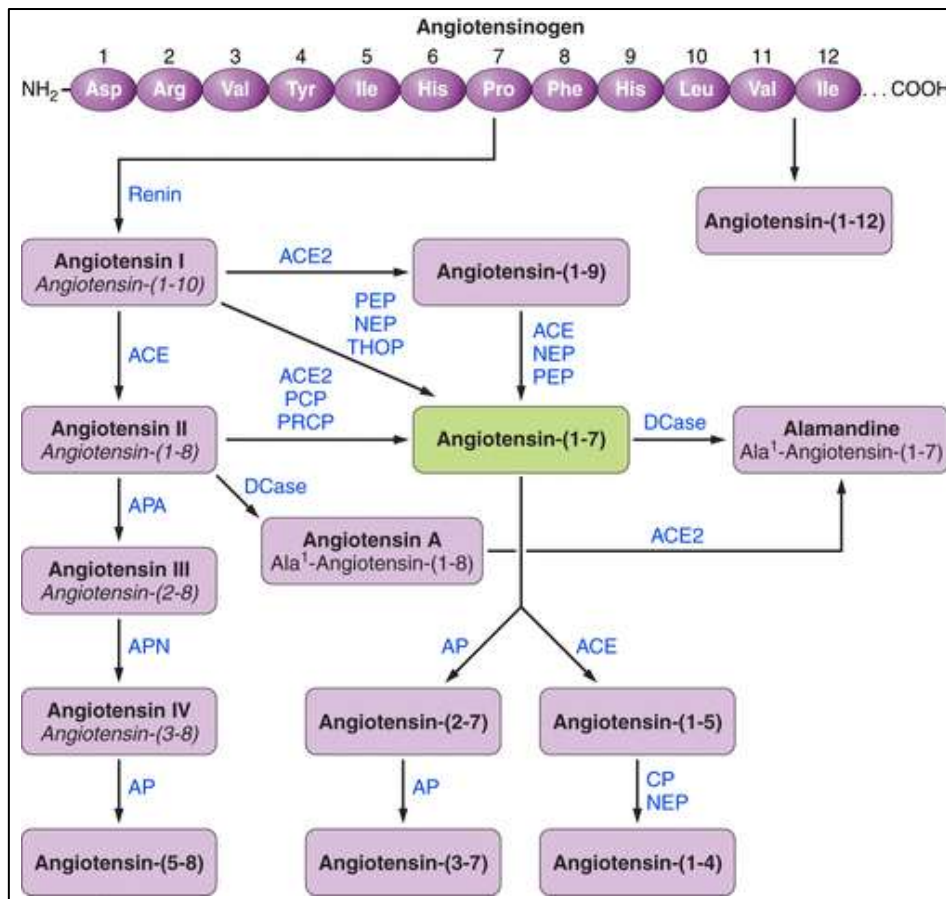 Angiotensinogen
1 2 3 4 5 6 7 8 9 10 11 12
NH2 Asp Arg Val Tyr Ile His Pro Phe His Leu Val Ile ... COOH
Renin
Angiotensin-(1-12)
Angiotensin I
Angiotensin-(1-10)
ACE2
Angiotensin-(1-9)
PEP
NEP
THOP
ACE
ACE
NEP
PEP
ACE2
PCP
PRCP
Angiotensin II
Angiotensin-(1-8)
Angiotensin-(1-7)
DCase
Alamandine
Ala1-Angiotensin-(1-7)
APA
DCase
Angiotensin A
Ala1-Angiotensin-(1-8)
ACE2
Angiotensin III
Angiotensin-(2-8)
APN
AP
ACE
Angiotensin IV
Angiotensin-(3-8)
Angiotensin-(2-7)
Angiotensin-(1-5)
AP
AP
CP
NEP
Angiotensin-(5-8)
Angiotensin-(3-7)
Angiotensin-(1-4)